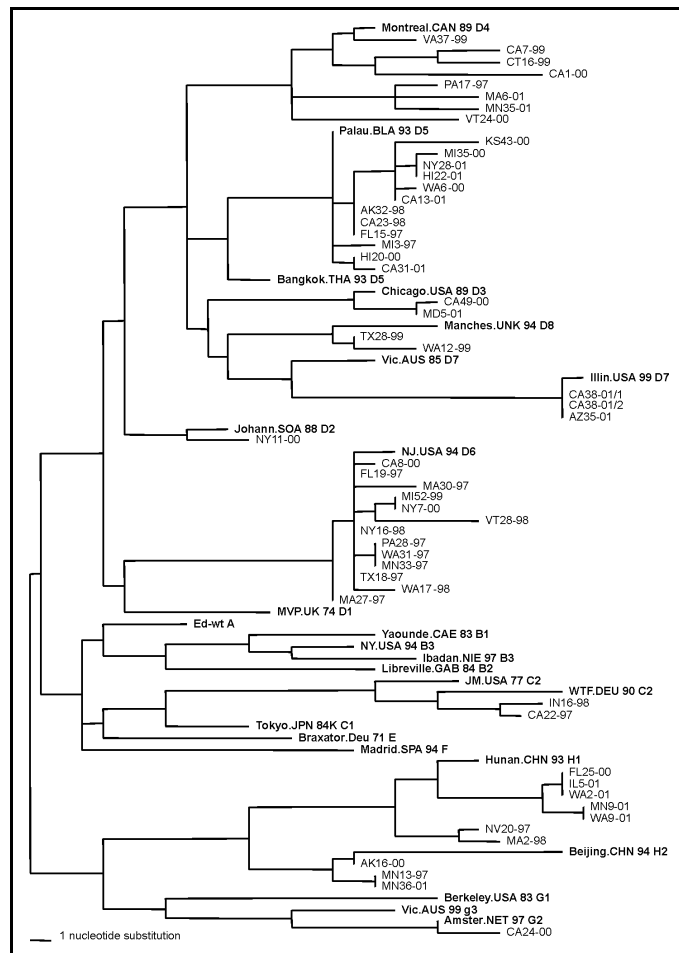 Montreal.CAN 89 D4
VA37-99
CA7-99
CT16-99
CA1-00
PA17-97
MA6-01
MN35-01
VT24-00
Palau.BLA 93 D5
KS43-00
MI35-00
NY28-01
HI22-01
WA6-00
CA13-01
AK32-98
CA23-98
FL15-97
MI3-97
HI20-00
CA31-01
Bangkok.THA 93 D5
Chicago.USA 89 D3
CA49-00
MD5-01
Manches.UNK 94 D8
TX28-99
WA12-99
Vic.AUS 85 D7
Illin.USA 99 D7
CA38-01/1
CA38-01/2
AZ35-01
Johann.SOA 88 D2
NY11-00
NJ.USA 94 D6
CA8-00
FL19-97
MA30-97
MI52-99
NY7-00
VT28-98
NY16-98
PA28-97
WA31-97
MN33-97
TX18-97
WA17-98
MA27-97
MVP.UK 74 D1
Ed-wt A
Yaounde.CAE 83 B1
NY.USA 94 B3
Ibadan.NIE 97 B3
Libreville.GAB 84 B2
JM.USA 77 C2
WTF.DEU 90 C2
IN16-98
CA22-97
Tokyo.JPN 84K C1
Braxator.Deu 71 E
Madrid.SPA 94 F
Hunan.CHN 93 H1
FL25-00
IL5-01
WA2-01
MN9-01
WA9-01
NV20-97
MA2-98
Beijing.CHN 94 H2
AK16-00
MN13-97
MN36-01
Berkeley.USA 83 G1
Vic.AUS 99 g3
Amster.NET 97 G2
CA24-00
1 nucleotide substitution